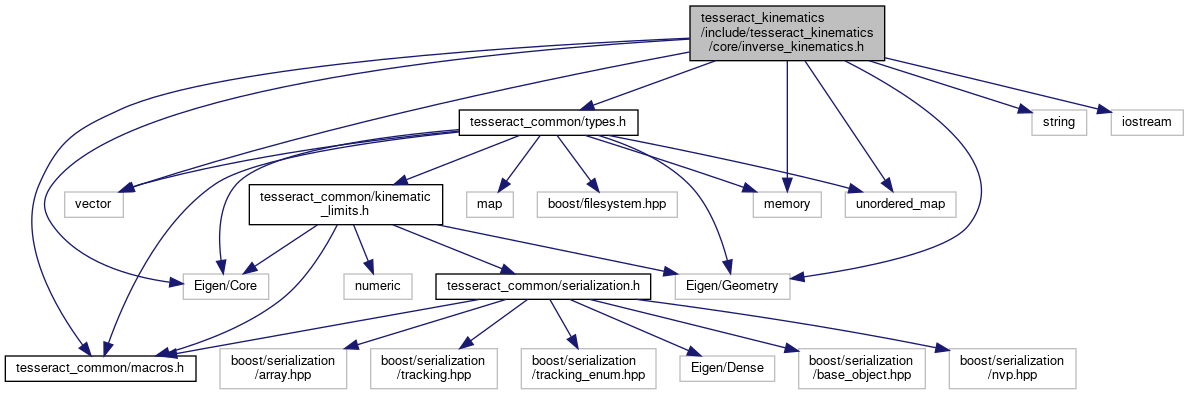 tesseract_kinematics
/include/tesseract_kinematics
/core/inverse_kinematics.h
tesseract_common/types.h
string
iostream
vector
tesseract_common/kinematic
_limits.h
map
boost/filesystem.hpp
memory
unordered_map
Eigen/Core
numeric
tesseract_common/serialization.h
Eigen/Geometry
tesseract_common/macros.h
boost/serialization
/array.hpp
boost/serialization
/tracking.hpp
boost/serialization
/tracking_enum.hpp
Eigen/Dense
boost/serialization
/base_object.hpp
boost/serialization
/nvp.hpp